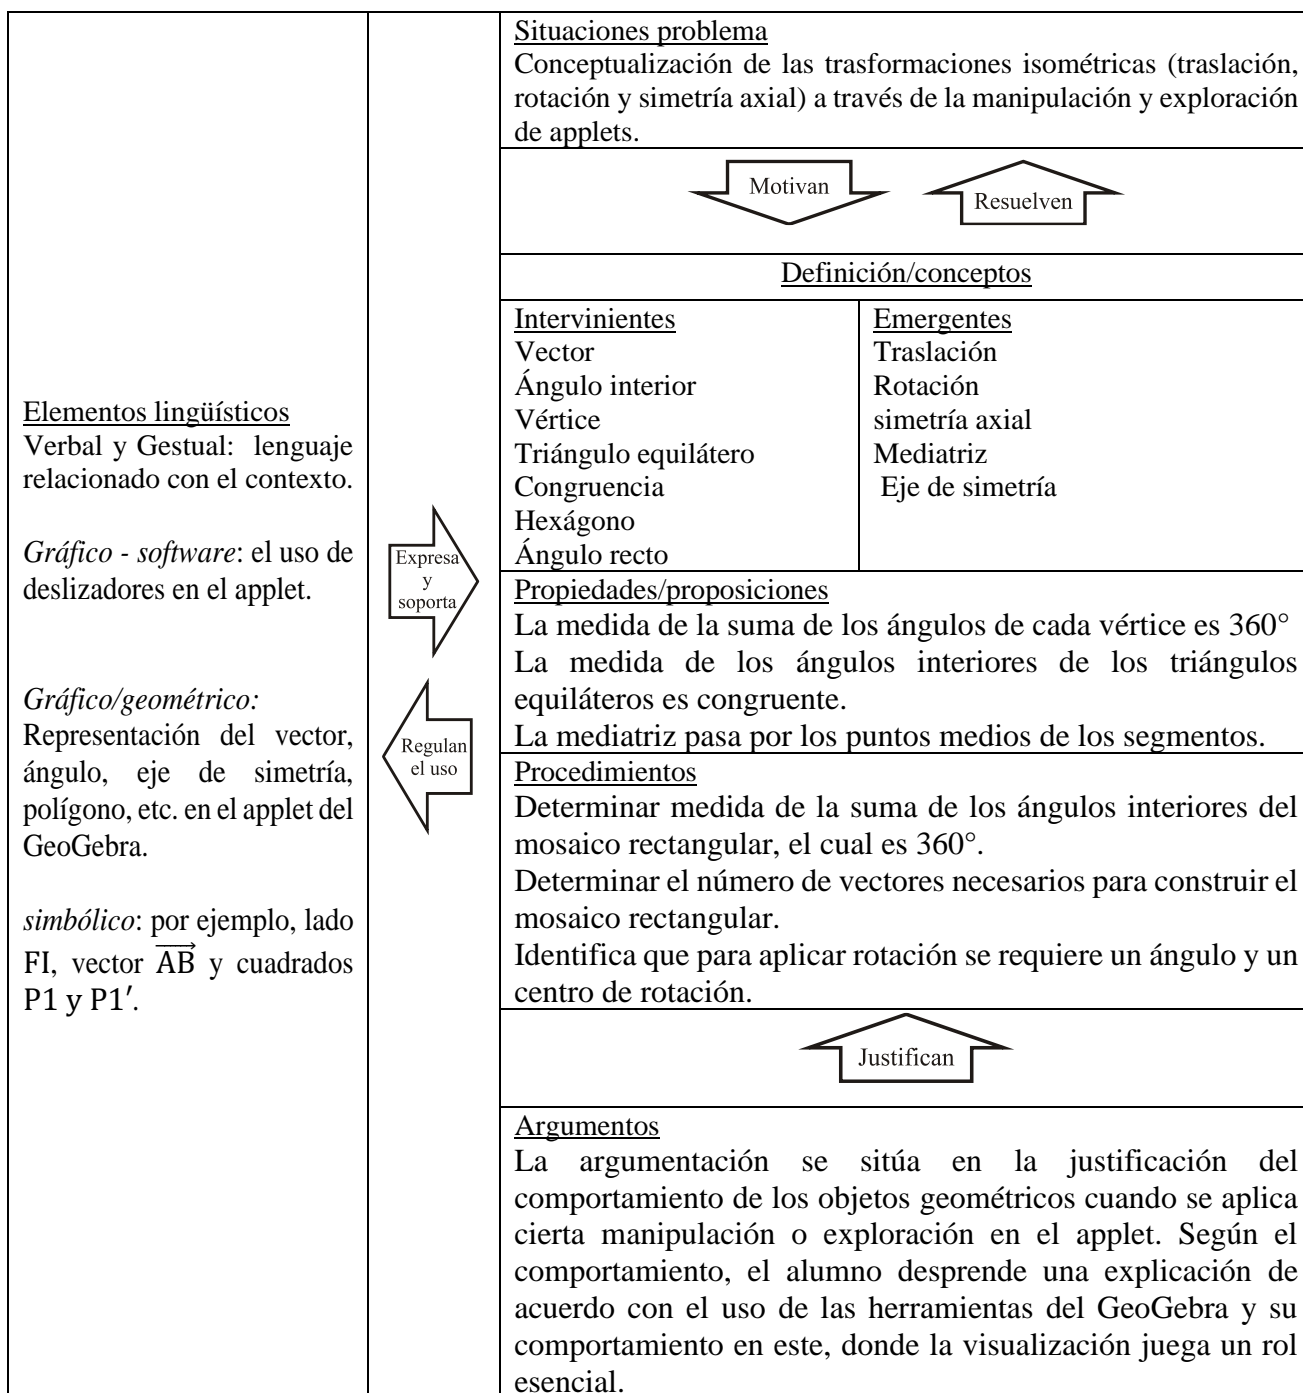 Elementos lingüísticos
Verbal y Gestual: lenguaje
relacionado con el contexto.
Gráfico - software: el uso de
deslizadores en el applet.
Gráfico/geométrico:
Representación del vector,
ángulo, eje de simetría,
polígono, etc. en el applet del
GeoGebra.
simbólico: por ejemplo, lado
FI, vector \overrightarrow{AB} y cuadrados
P1 y P1′.
Expresa
y
soporta
Regulan
el uso
Situaciones problema
Conceptualización de las trasformaciones isométricas (traslación,
rotación y simetría axial) a través de la manipulación y exploración
de applets.
Motivan
Resuelven
Definición/conceptos
Intervinientes
Vector
Ángulo interior
Vértice
Triángulo equilátero
Congruencia
Hexágono
Ángulo recto
Emergentes
Traslación
Rotación
simetría axial
Mediatriz
Eje de simetría
Propiedades/proposiciones
La medida de la suma de los ángulos de cada vértice es 360°
La medida de los ángulos interiores de los triángulos
equiláteros es congruente.
La mediatriz pasa por los puntos medios de los segmentos.
Procedimientos
Determinar medida de la suma de los ángulos interiores del
mosaico rectangular, el cual es 360°.
Determinar el número de vectores necesarios para construir el
mosaico rectangular.
Identifica que para aplicar rotación se requiere un ángulo y un
centro de rotación.
Justifican
Argumentos
La argumentación se sitúa en la justificación del
comportamiento de los objetos geométricos cuando se aplica
cierta manipulación o exploración en el applet. Según el
comportamiento, el alumno desprende una explicación de
acuerdo con el uso de las herramientas del GeoGebra y su
comportamiento en este, donde la visualización juega un rol
esencial.